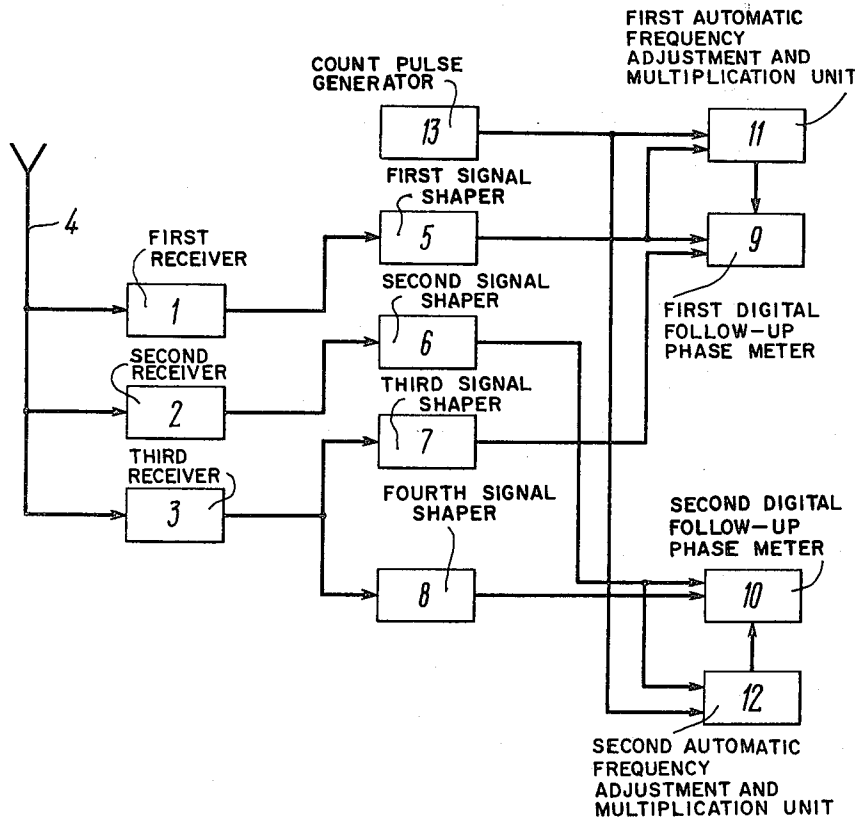 FIRST AUTOMATIC
FREQUENCY
ADJUSTMENT AND
MULTIPLICATION UNIT
COUNT PULSE
GENERATOR
13
11
FIRST SIGNAL
SHAPER
4
5
9
FIRST
RECEIVER
1
SECOND SIGNAL
SHAPER
6
FIRST DIGITAL
FOLLOW-UP
PHASE METER
SECOND
RECEIVER
2
THIRD SIGNAL
SHAPER
7
THIRD
RECEIVER
3
FOURTH SIGNAL
SHAPER
8
SECOND DIGITAL
FOLLOW-UP
PHASE METER
10
12
SECOND AUTOMATIC
FREQUENCY
ADJUSTMENT AND
MULTIPLICATION UNIT